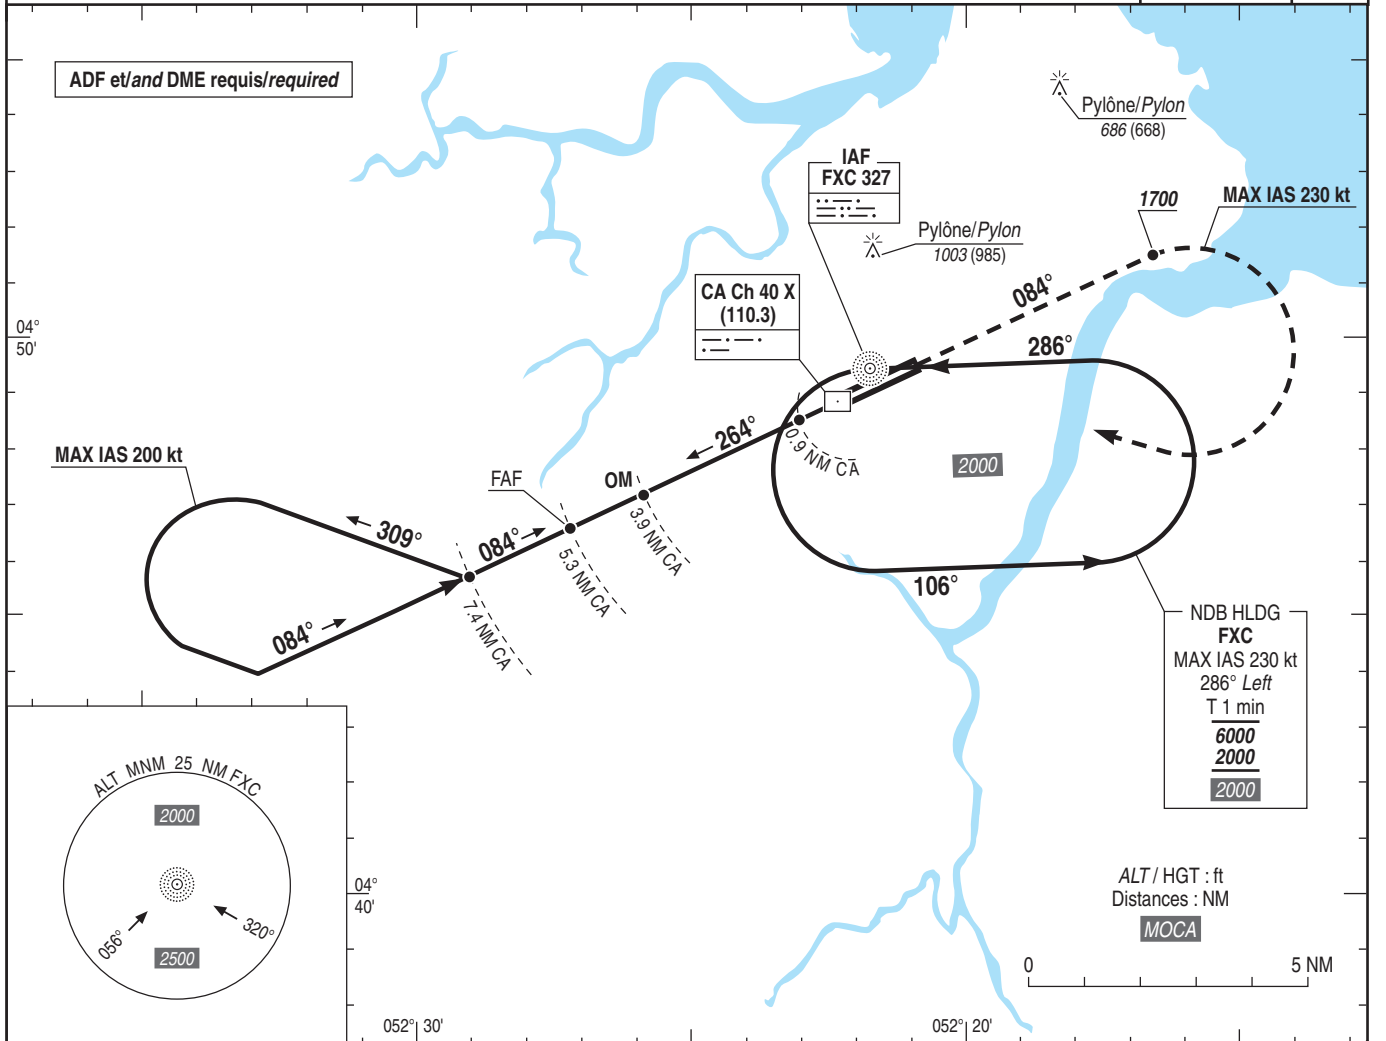 ADF et/and DME requis/required
Pylône/Pylon
686 (668)
IAF
FXC 327
1700
MAX IAS 230 kt
Pylône/Pylon
1003 (985)
CA Ch 40 X
(110.3)
084°
04°
50'
286°
264°
0.9 NM CA
MAX IAS 200 kt
2000
FAF
OM
3.9 NM CA
309°
084°
5.3 NM CA
106°
7.4 NM CA
084°
NDB HLDG
FXC
MAX IAS 230 kt
286° Left
T 1 min
6000
2000
2000
ALT MNM 25 NM FXC
2000
056°
320°
2500
04°
40'
ALT / HGT : ft
Distances : NM
MOCA
0 5 NM
052° 30'
052° 20'